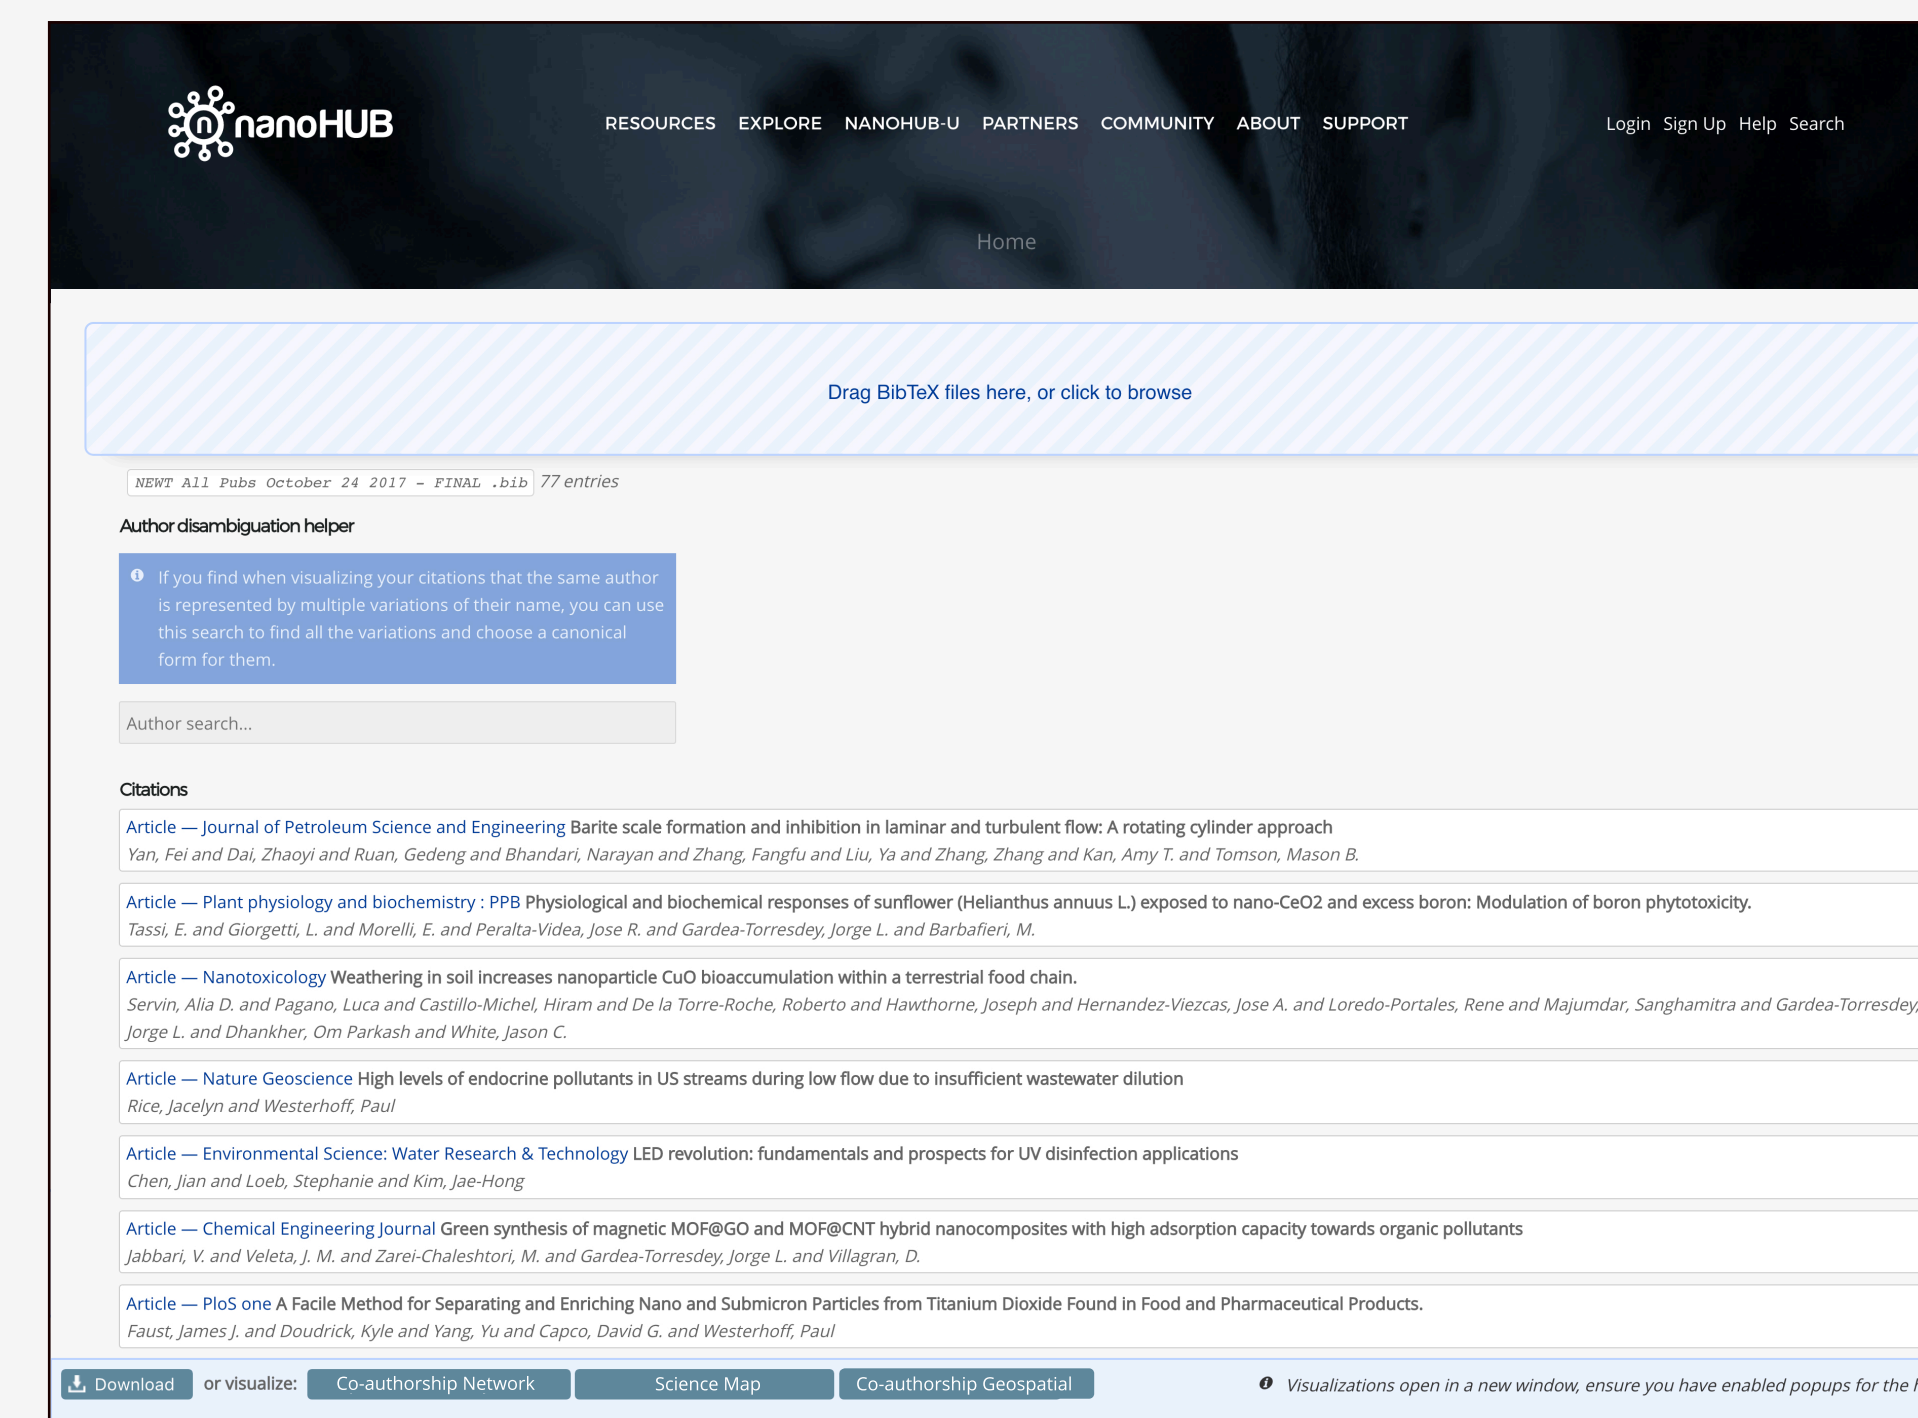 nanoHUB
RESOURCES EXPLORE NANOHUB-U PARTNERS COMMUNITY ABOUT SUPPORT
Login Sign Up Help Search
Home
Drag BibTeX files here, or click to browse
NEWT All Pubs October 24 2017 - FINAL .bib 77 entries
Author disambiguation helper
If you find when visualizing your citations that the same author
is represented by multiple variations of their name, you can use
this search to find all the variations and choose a canonical
form for them.
Author search...
Citations
Article — Journal of Petroleum Science and Engineering Barite scale formation and inhibition in laminar and turbulent flow: A rotating cylinder approach
Yan, Fei and Dai, Zhaoyi and Ruan, Gedeng and Bhandari, Narayan and Zhang, Fangfu and Liu, Ya and Zhang, Zhang and Kan, Amy T. and Tomson, Mason B.
Article — Plant physiology and biochemistry : PPB Physiological and biochemical responses of sunflower (Helianthus annuus L.) exposed to nano-CeO2 and excess boron: Modulation of boron phytotoxicity.
Tassi, E. and Giorgetti, L. and Morelli, E. and Peralta-Videa, Jose R. and Gardea-Torresdey, Jorge L. and Barbafieri, M.
Article — Nanotoxicology Weathering in soil increases nanoparticle CuO bioaccumulation within a terrestrial food chain.
Servin, Alia D. and Pagano, Luca and Castillo-Michel, Hiram and De la Torre-Roche, Roberto and Hawthorne, Joseph and Hernandez-Viezcas, Jose A. and Loredo-Portales, Rene and Majumdar, Sanghamitra and Gardea-Torresdey,
Jorge L. and Dhankher, Om Parkash and White, Jason C.
Article — Nature Geoscience High levels of endocrine pollutants in US streams during low flow due to insufficient wastewater dilution
Rice, Jacelyn and Westerhoff, Paul
Article — Environmental Science: Water Research & Technology LED revolution: fundamentals and prospects for UV disinfection applications
Chen, Jian and Loeb, Stephanie and Kim, Jae-Hong
Article — Chemical Engineering Journal Green synthesis of magnetic MOF@GO and MOF@CNT hybrid nanocomposites with high adsorption capacity towards organic pollutants
Jabbari, V. and Veleta, J. M. and Zarei-Chaleshtori, M. and Gardea-Torresdey, Jorge L. and Villagran, D.
Article — PloS one A Facile Method for Separating and Enriching Nano and Submicron Particles from Titanium Dioxide Found in Food and Pharmaceutical Products.
Faust, James J. and Doudrick, Kyle and Yang, Yu and Capco, David G. and Westerhoff, Paul
Download or visualize: Co-authorship Network Science Map Co-authorship Geospatial
Visualizations open in a new window, ensure you have enabled popups for the